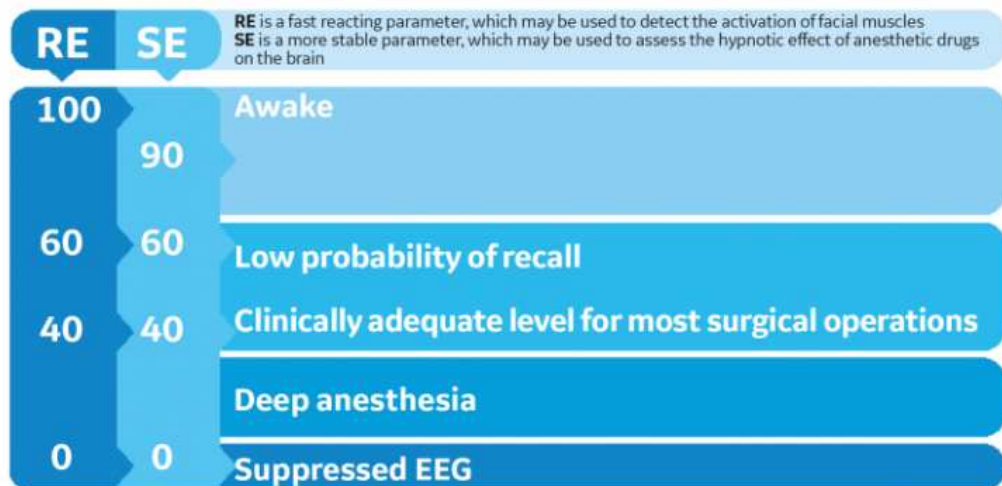 RE SE
RE is a fast reacting parameter, which may be used to detect the activation of facial muscles
SE is a more stable parameter, which may be used to assess the hypnotic effect of anesthetic drugs
on the brain
100 Awake
90
60 60 Low probability of recall
40 40 Clinically adequate level for most surgical operations
Deep anesthesia
0 0 Suppressed EEG